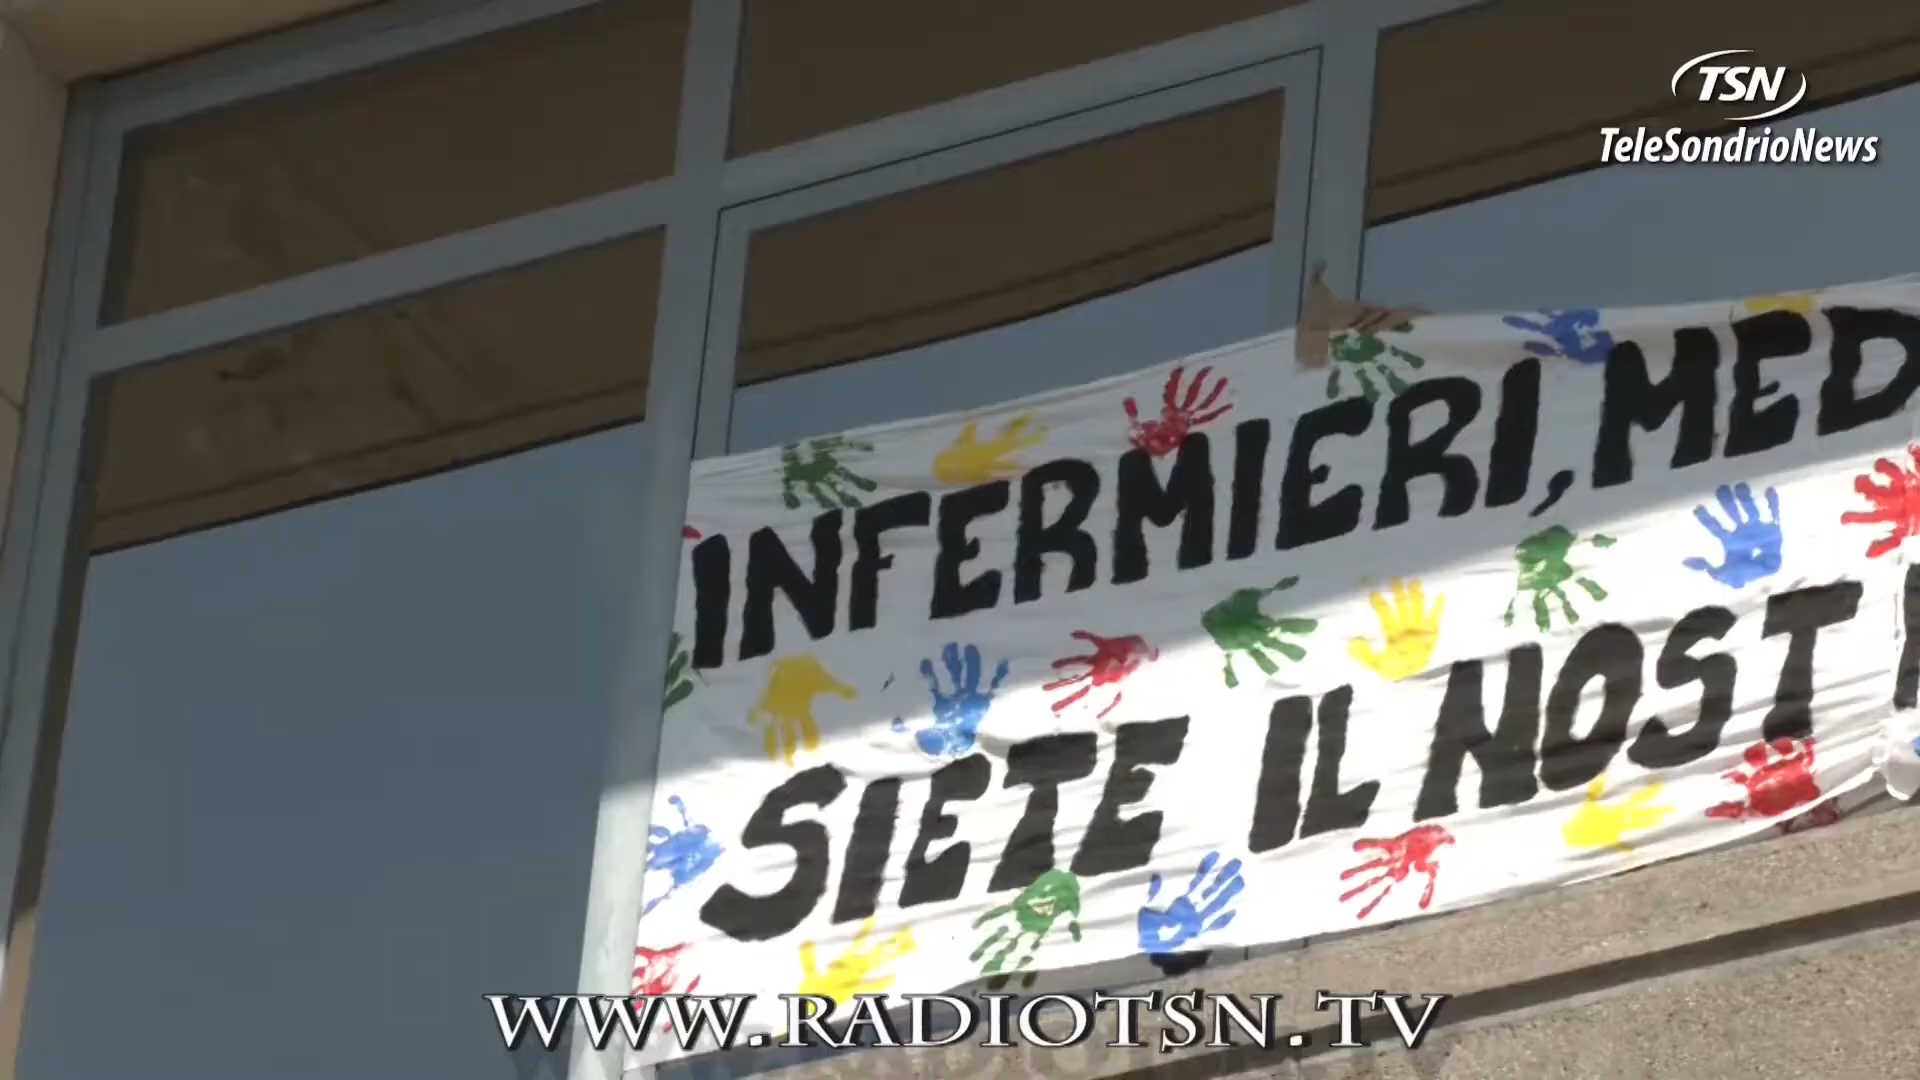 TSN
TeleSondrioNews
INFERMIERI, MED
SIETE IL NOST
WWW.RADIOTSN.TV